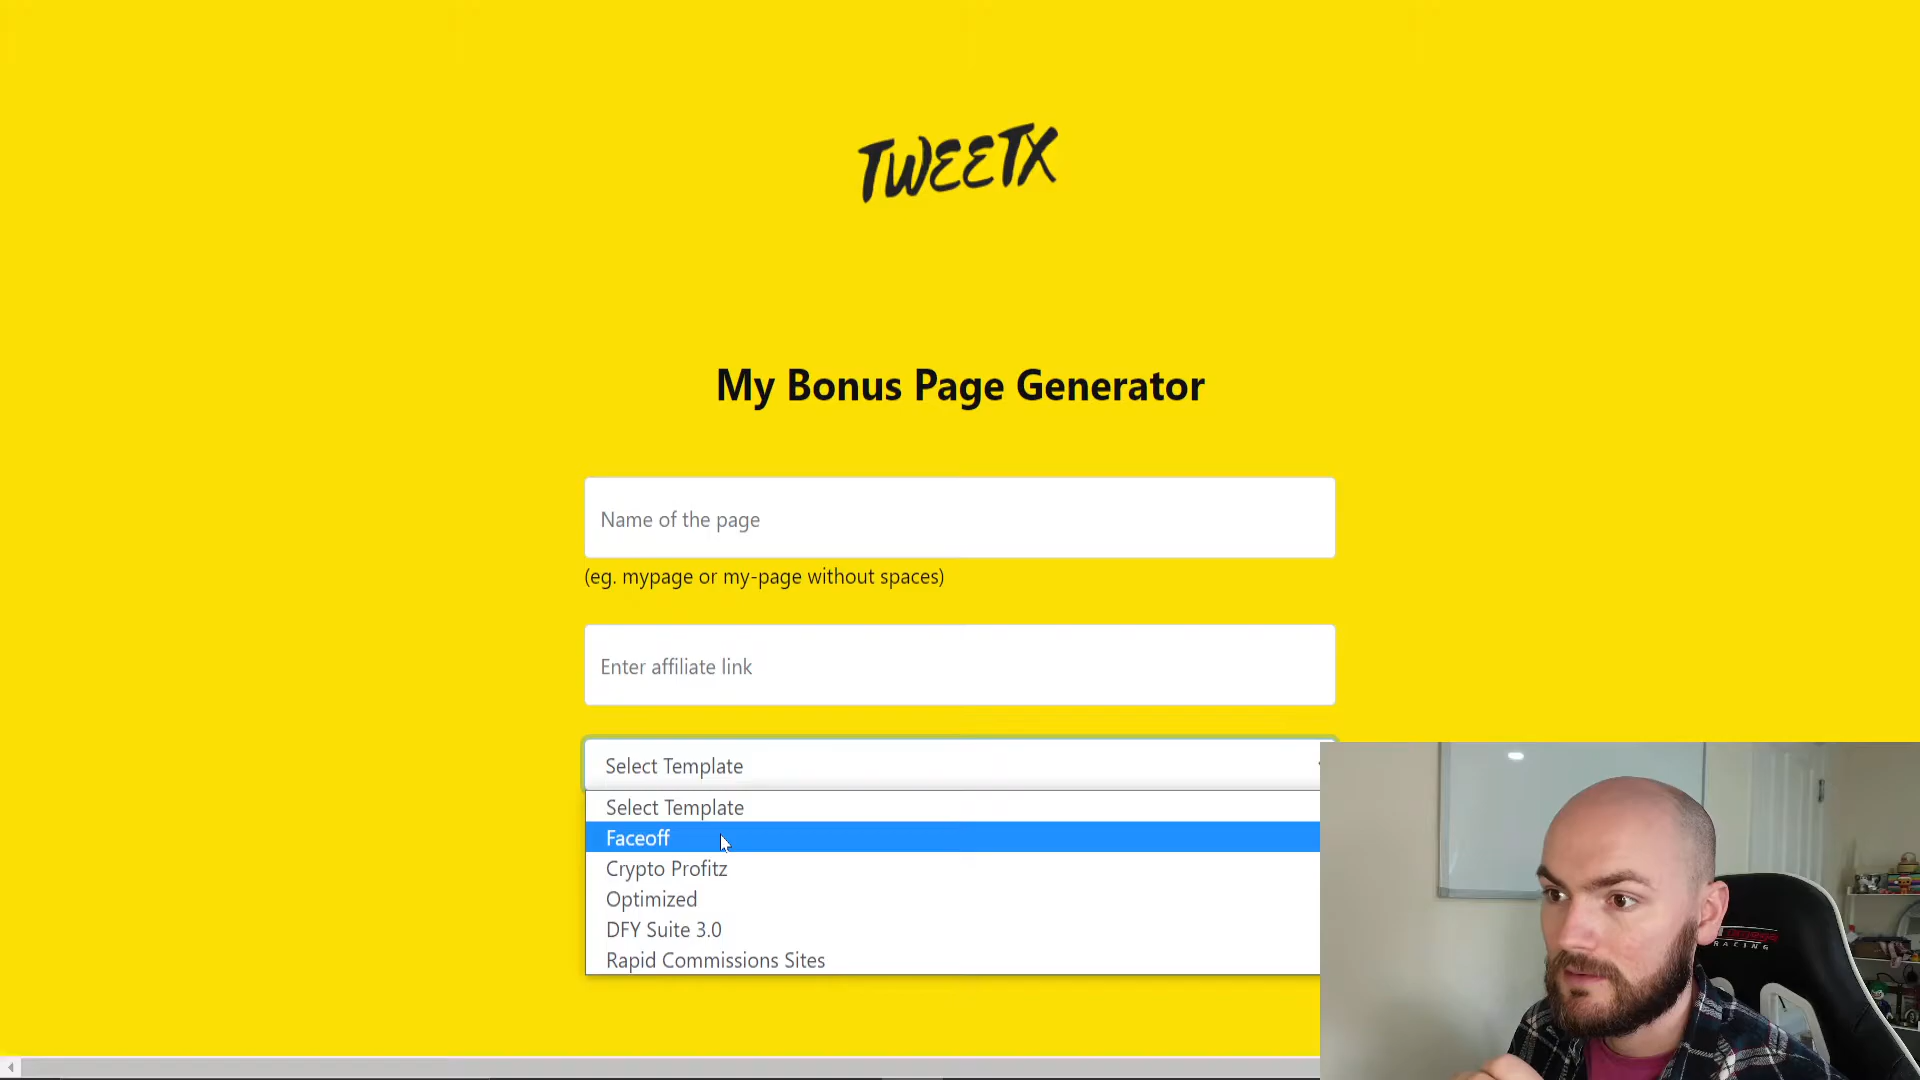 TWEETX
My Bonus Page Generator
Name of the page
(eg. mypage or my-page without spaces)
Enter affiliate link
Select Template
Select Template
Faceoff
Crypto Profitz
Optimized
DFY Suite 3.0
Rapid Commissions Sites
RACING